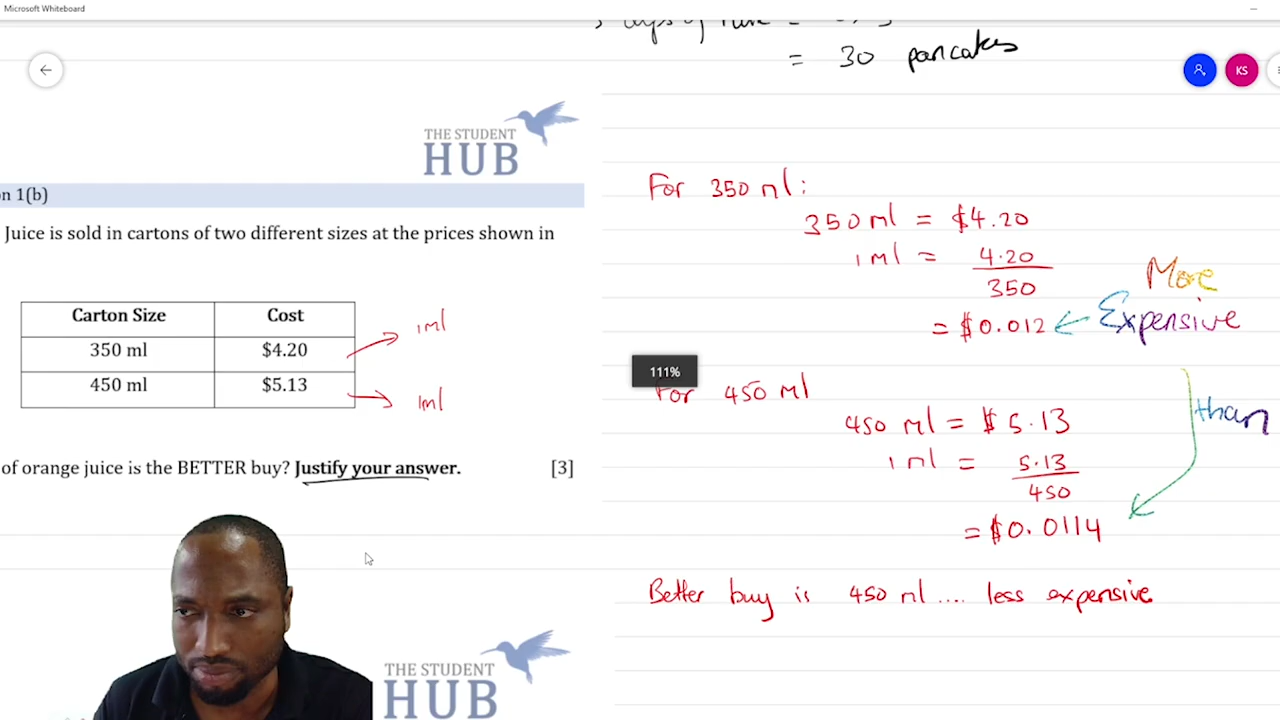 Microsoft Whiteboard
= 30 pancakes
KS
THE STUDENT
HUB
n 1(b)
Juice is sold in cartons of two different sizes at the prices shown in
Carton Size Cost
350 ml $4.20
450 ml $5.13
1ml
1ml
of orange juice is the BETTER buy? Justify your answer. [3]
THE STUDENT
HUB
For 350 ml:
350 ml = $4.20
1 ml = 4.20
350
= $0.012
More
Expensive
111%
For 450 ml
450 ml = $5.13
1 ml = 5.13
450
= $0.0114
than
Better buy is 450 ml .... less expensive